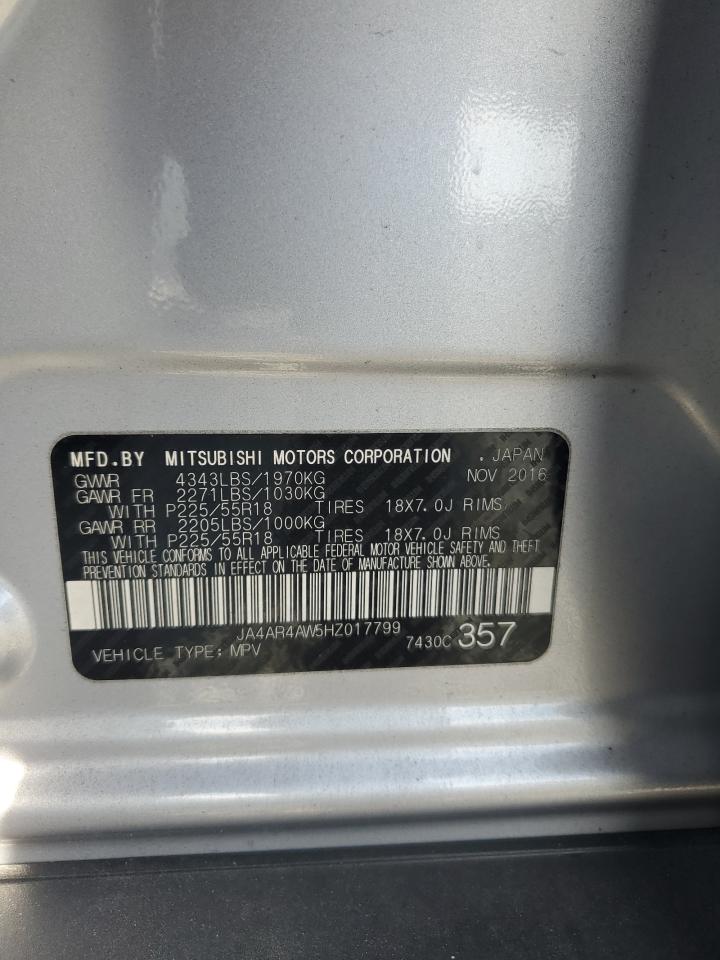 MFD.BY MITSUBISHI MOTORS CORPORATION . JAPAN
GVWR 4343LBS/1970KG NOV 2016
GAWR FR 2271LBS/1030KG
WITH P225/55R18 TIRES 18X7.0J RIMS
GAWR RR 2205LBS/1000KG
WITH P225/55R18 TIRES 18X7.0J RIMS
THIS VEHICLE CONFORMS TO ALL APPLICABLE FEDERAL MOTOR VEHICLE SAFETY AND THEFT
PREVENTION STANDARDS IN EFFECT ON THE DATE OF MANUFACTURE SHOWN ABOVE.
JA4AR4AW5HZ017799
VEHICLE TYPE: MPV 7430C 357